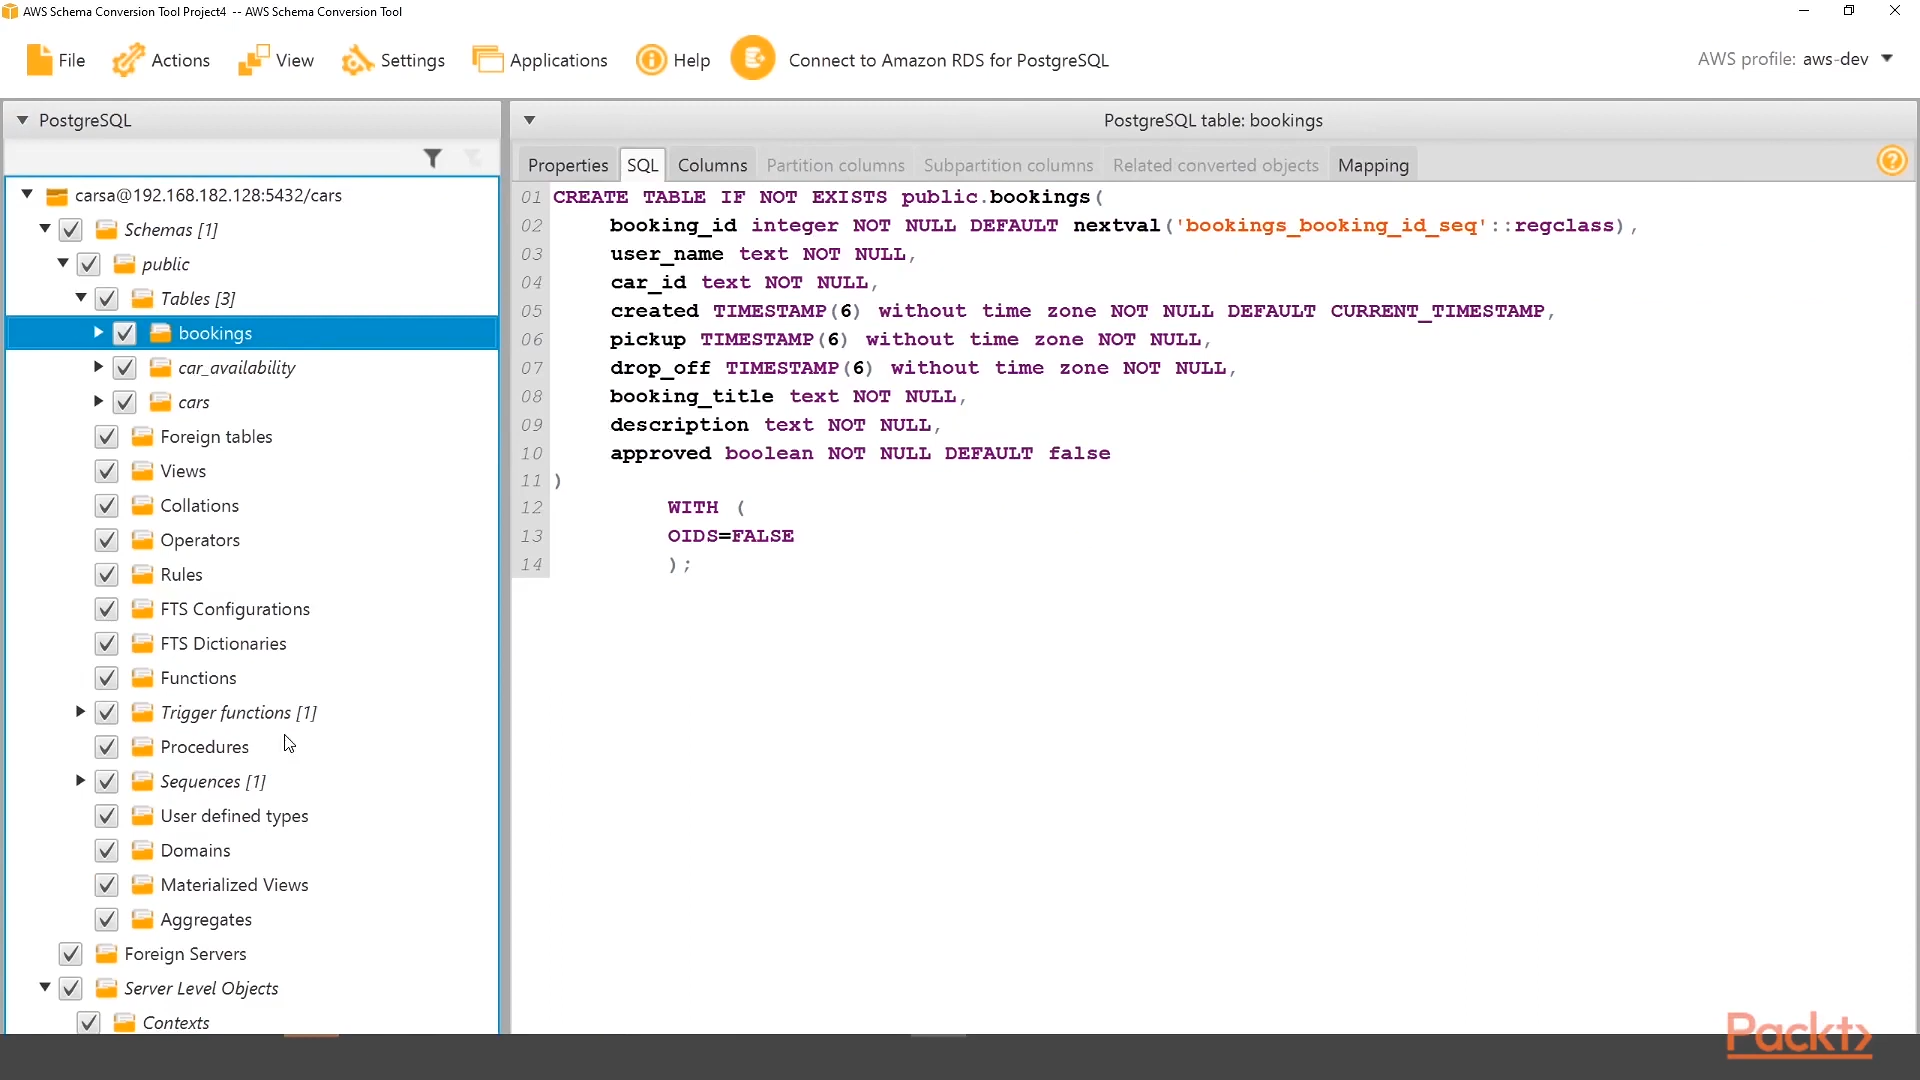 AWS Schema Conversion Tool Project4 -- AWS Schema Conversion Tool
File Actions View Settings Applications Help Connect to Amazon RDS for PostgreSQL AWS profile: aws-dev
PostgreSQL
carsa@192.168.182.128:5432/cars
Schemas [1]
public
Tables [3]
bookings
car_availability
cars
Foreign tables
Views
Collations
Operators
Rules
FTS Configurations
FTS Dictionaries
Functions
Trigger functions [1]
Procedures
Sequences [1]
User defined types
Domains
Materialized Views
Aggregates
Foreign Servers
Server Level Objects
Contexts
PostgreSQL table: bookings
Properties SQL Columns Partition columns Subpartition columns Related converted objects Mapping
01 CREATE TABLE IF NOT EXISTS public.bookings(
02 booking_id integer NOT NULL DEFAULT nextval('bookings_booking_id_seq'::regclass),
03 user_name text NOT NULL,
04 car_id text NOT NULL,
05 created TIMESTAMP(6) without time zone NOT NULL DEFAULT CURRENT_TIMESTAMP,
06 pickup TIMESTAMP(6) without time zone NOT NULL,
07 drop_off TIMESTAMP(6) without time zone NOT NULL,
08 booking_title text NOT NULL,
09 description text NOT NULL,
10 approved boolean NOT NULL DEFAULT false
11 )
12 WITH (
13 OIDS=FALSE
14 );
Packt>